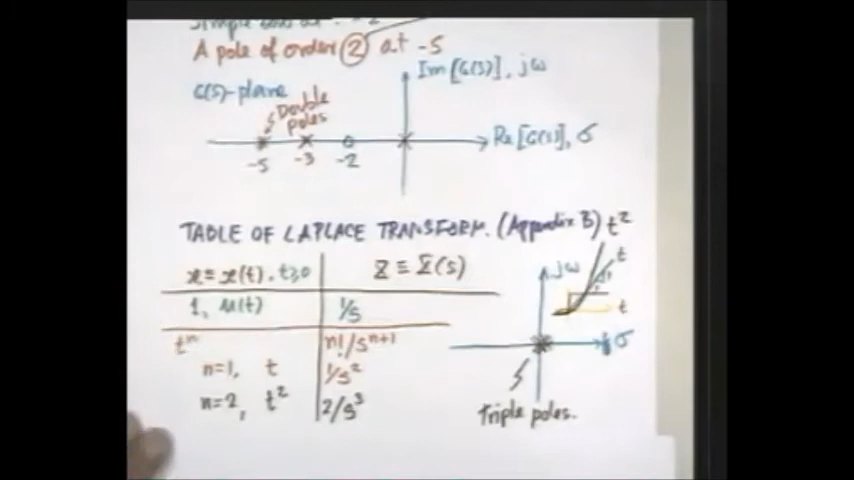 A pole of order 2 at -5
G(s)-plane
Im [G(s)], jω
Double
poles
Re [G(s)], σ
-5 -3 -2
TABLE OF LAPLACE TRANSFORM. (Appendix B)
t²
x = x(t), t≥0
X ≡ X(s)
jω
t
1, u(t)
1/s
t
tⁿ
n!/sⁿ⁺¹
σ
n=1, t
1/s²
n=2, t²
2/s³
Triple poles.